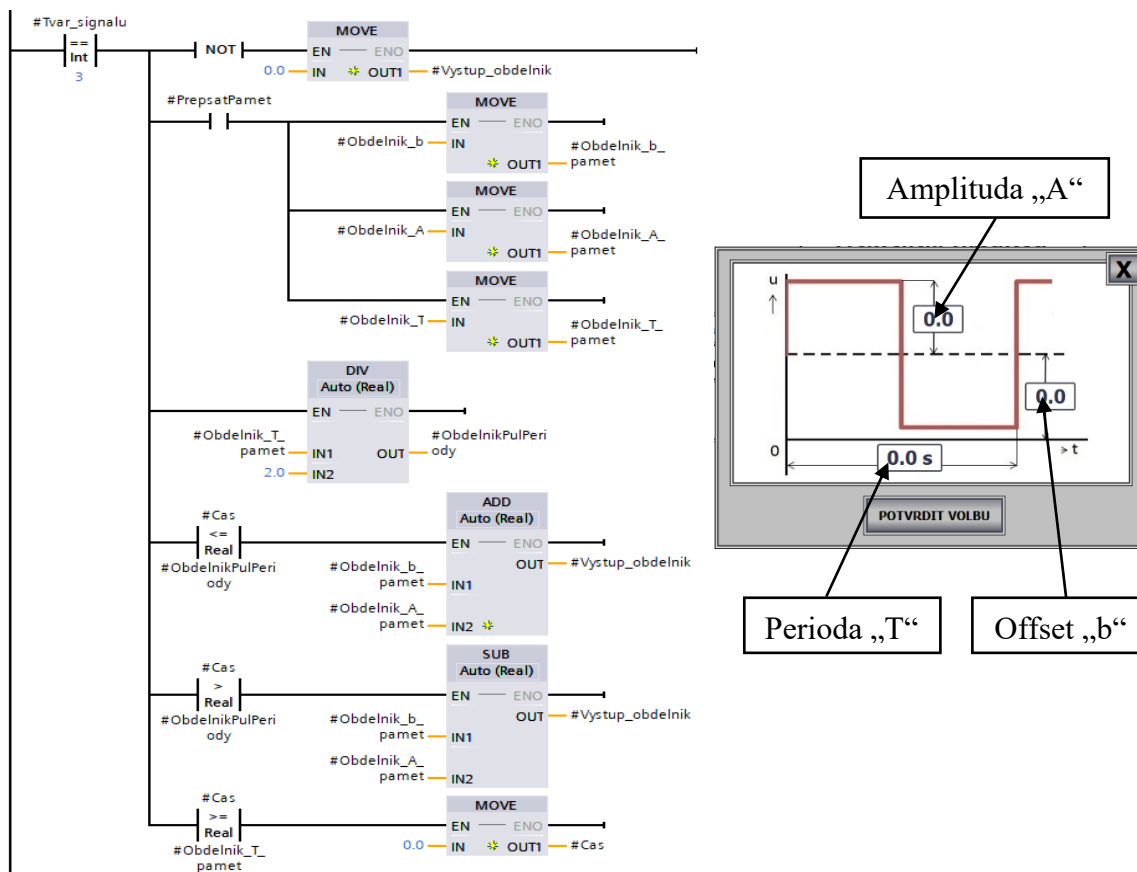 #Tvar_signalu
==
Int
3
NOT
MOVE
EN
ENO
0.0
IN
OUT1
#Vystup_obdelnik
#PrepsatPamet
MOVE
EN
ENO
#Obdelnik_b
IN
OUT1
#Obdelnik_b_
pamet
MOVE
EN
ENO
#Obdelnik_A
IN
OUT1
#Obdelnik_A_
pamet
MOVE
EN
ENO
#Obdelnik_T
IN
OUT1
#Obdelnik_T_
pamet
DIV
Auto (Real)
EN
ENO
#Obdelnik_T_
pamet
IN1
OUT
#ObdelnikPulPeri
ody
2.0
IN2
#Cas
<=
Real
#ObdelnikPulPeri
ody
ADD
Auto (Real)
EN
ENO
OUT
#Vystup_obdelnik
#Obdelnik_b_
pamet
IN1
#Obdelnik_A_
pamet
IN2
#Cas
>
Real
#ObdelnikPulPeri
ody
SUB
Auto (Real)
EN
ENO
OUT
#Vystup_obdelnik
#Obdelnik_b_
pamet
IN1
#Obdelnik_A_
pamet
IN2
#Cas
>=
Real
#Obdelnik_T_
pamet
MOVE
EN
ENO
0.0
IN
OUT1
#Cas
Amplituda „A“
X
u
0.0
0.0
0
t
0.0 s
POTVRDIT VOLBU
Perioda „T“
Offset „b“